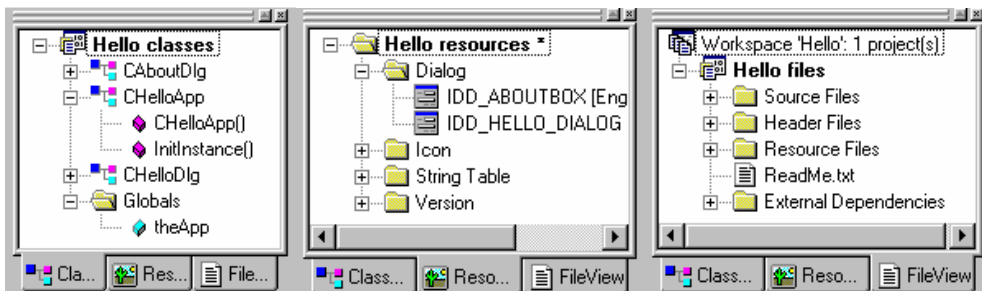 Hello classes
CAboutDlg
CHelloApp
CHelloApp()
InitInstance()
CHelloDlg
Globals
theApp
Cla...
Res...
File...
Hello resources *
Dialog
IDD_ABOUTBOX [Eng
IDD_HELLO_DIALOG
Icon
String Table
Version
Class...
Reso...
FileView
Workspace 'Hello': 1 project(s)
Hello files
Source Files
Header Files
Resource Files
ReadMe.txt
External Dependencies
Class...
Reso...
FileView